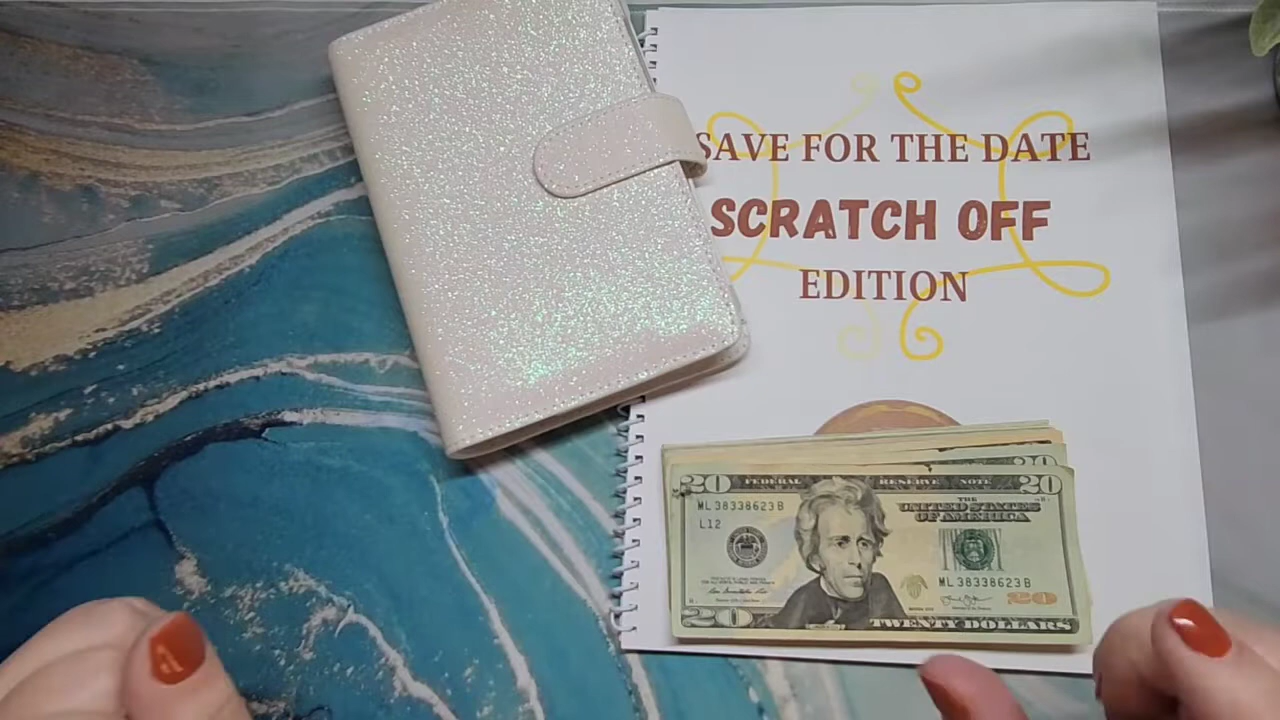 SAVE FOR THE DATE
SCRATCH OFF
EDITION
20
20
FEDERAL RESERVE NOTE
20
ML 38338623 B
THE
UNITED STATES
OF AMERICA
L12
ML 38338623 B
20
20
TWENTY DOLLARS